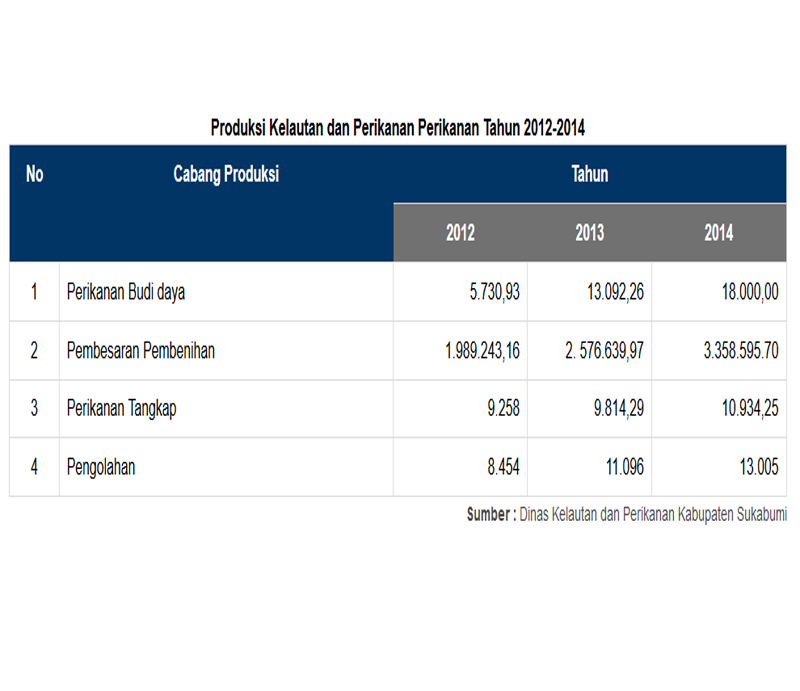 Produksi Kelautan dan Perikanan Perikanan Tahun 2012-2014
No Cabang Produksi Tahun
2012 2013 2014
1 Perikanan Budi daya 5.730,93 13.092,26 18.000,00
2 Pembesaran Pembenihan 1.989.243,16 2. 576.639,97 3.358.595.70
3 Perikanan Tangkap 9.258 9.814,29 10.934,25
4 Pengolahan 8.454 11.096 13.005
Sumber : Dinas Kelautan dan Perikanan Kabupaten Sukabumi